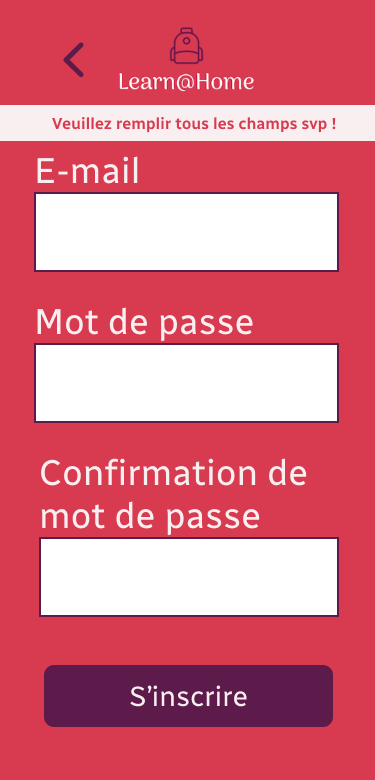 Learn@Home
Veuillez remplir tous les champs svp !
E-mail
Mot de passe
Confirmation de
mot de passe
S’inscrire